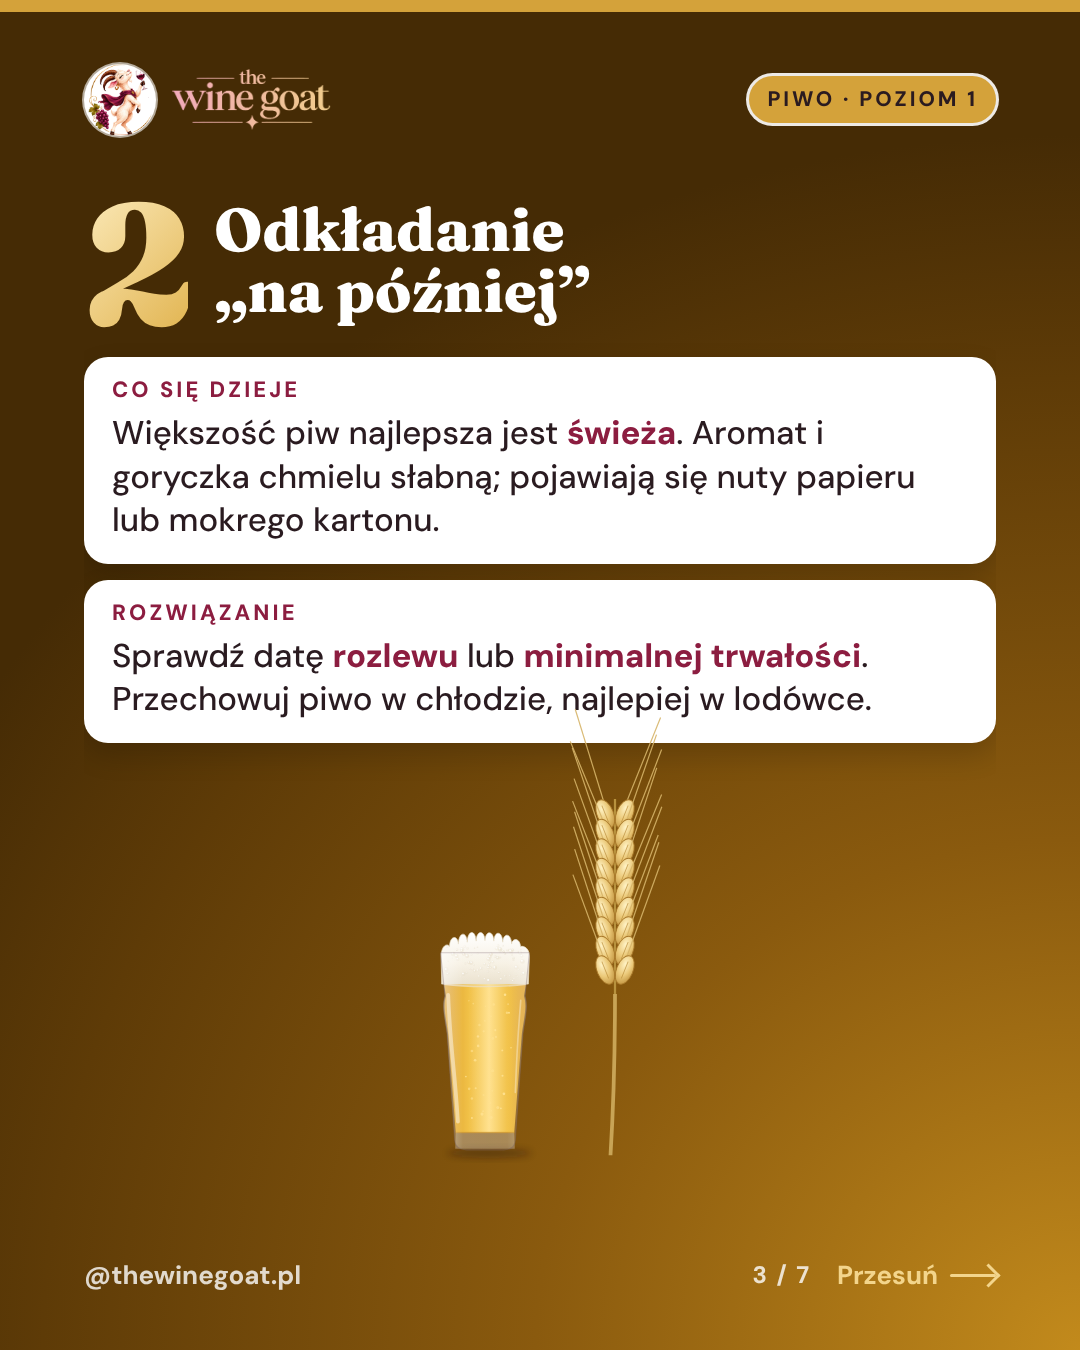 the
wine goat
PIWO · POZIOM 1
2
Odkładanie
„na później”
CO SIĘ DZIEJE
Większość piw najlepsza jest świeża. Aromat i
goryczka chmielu słabną; pojawiają się nuty papieru
lub mokrego kartonu.
ROZWIĄZANIE
Sprawdź datę rozlewu lub minimalnej trwałości.
Przechowuj piwo w chłodzie, najlepiej w lodówce.
@thewinegoat.pl
3 / 7
Przesuń